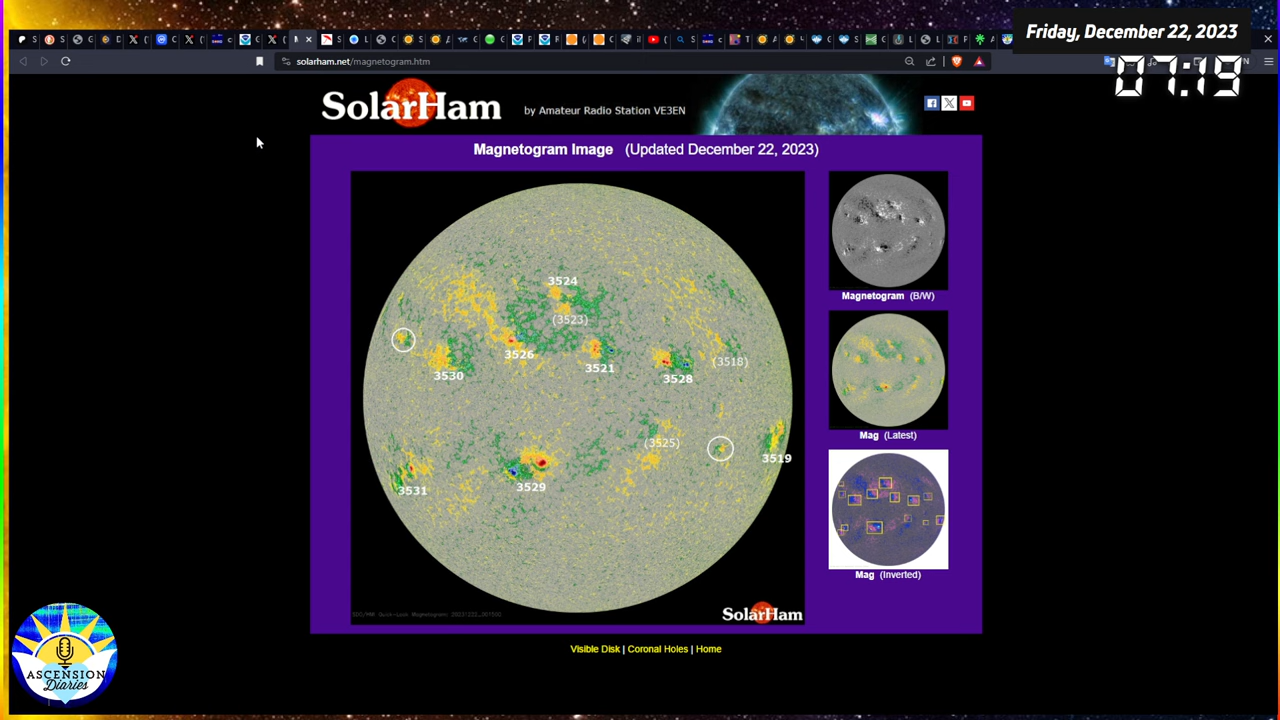 Friday, December 22, 2023
07:19
solarham.net/magnetogram.htm
SolarHam
by Amateur Radio Station VE3EN
Magnetogram Image (Updated December 22, 2023)
3524
(3523)
3526
3521
3530
3528
(3518)
(3525)
3519
3529
3531
SolarHam
Magnetogram (B/W)
Mag (Latest)
Mag (Inverted)
Visible Disk | Coronal Holes | Home
ASCENSION
Diaries